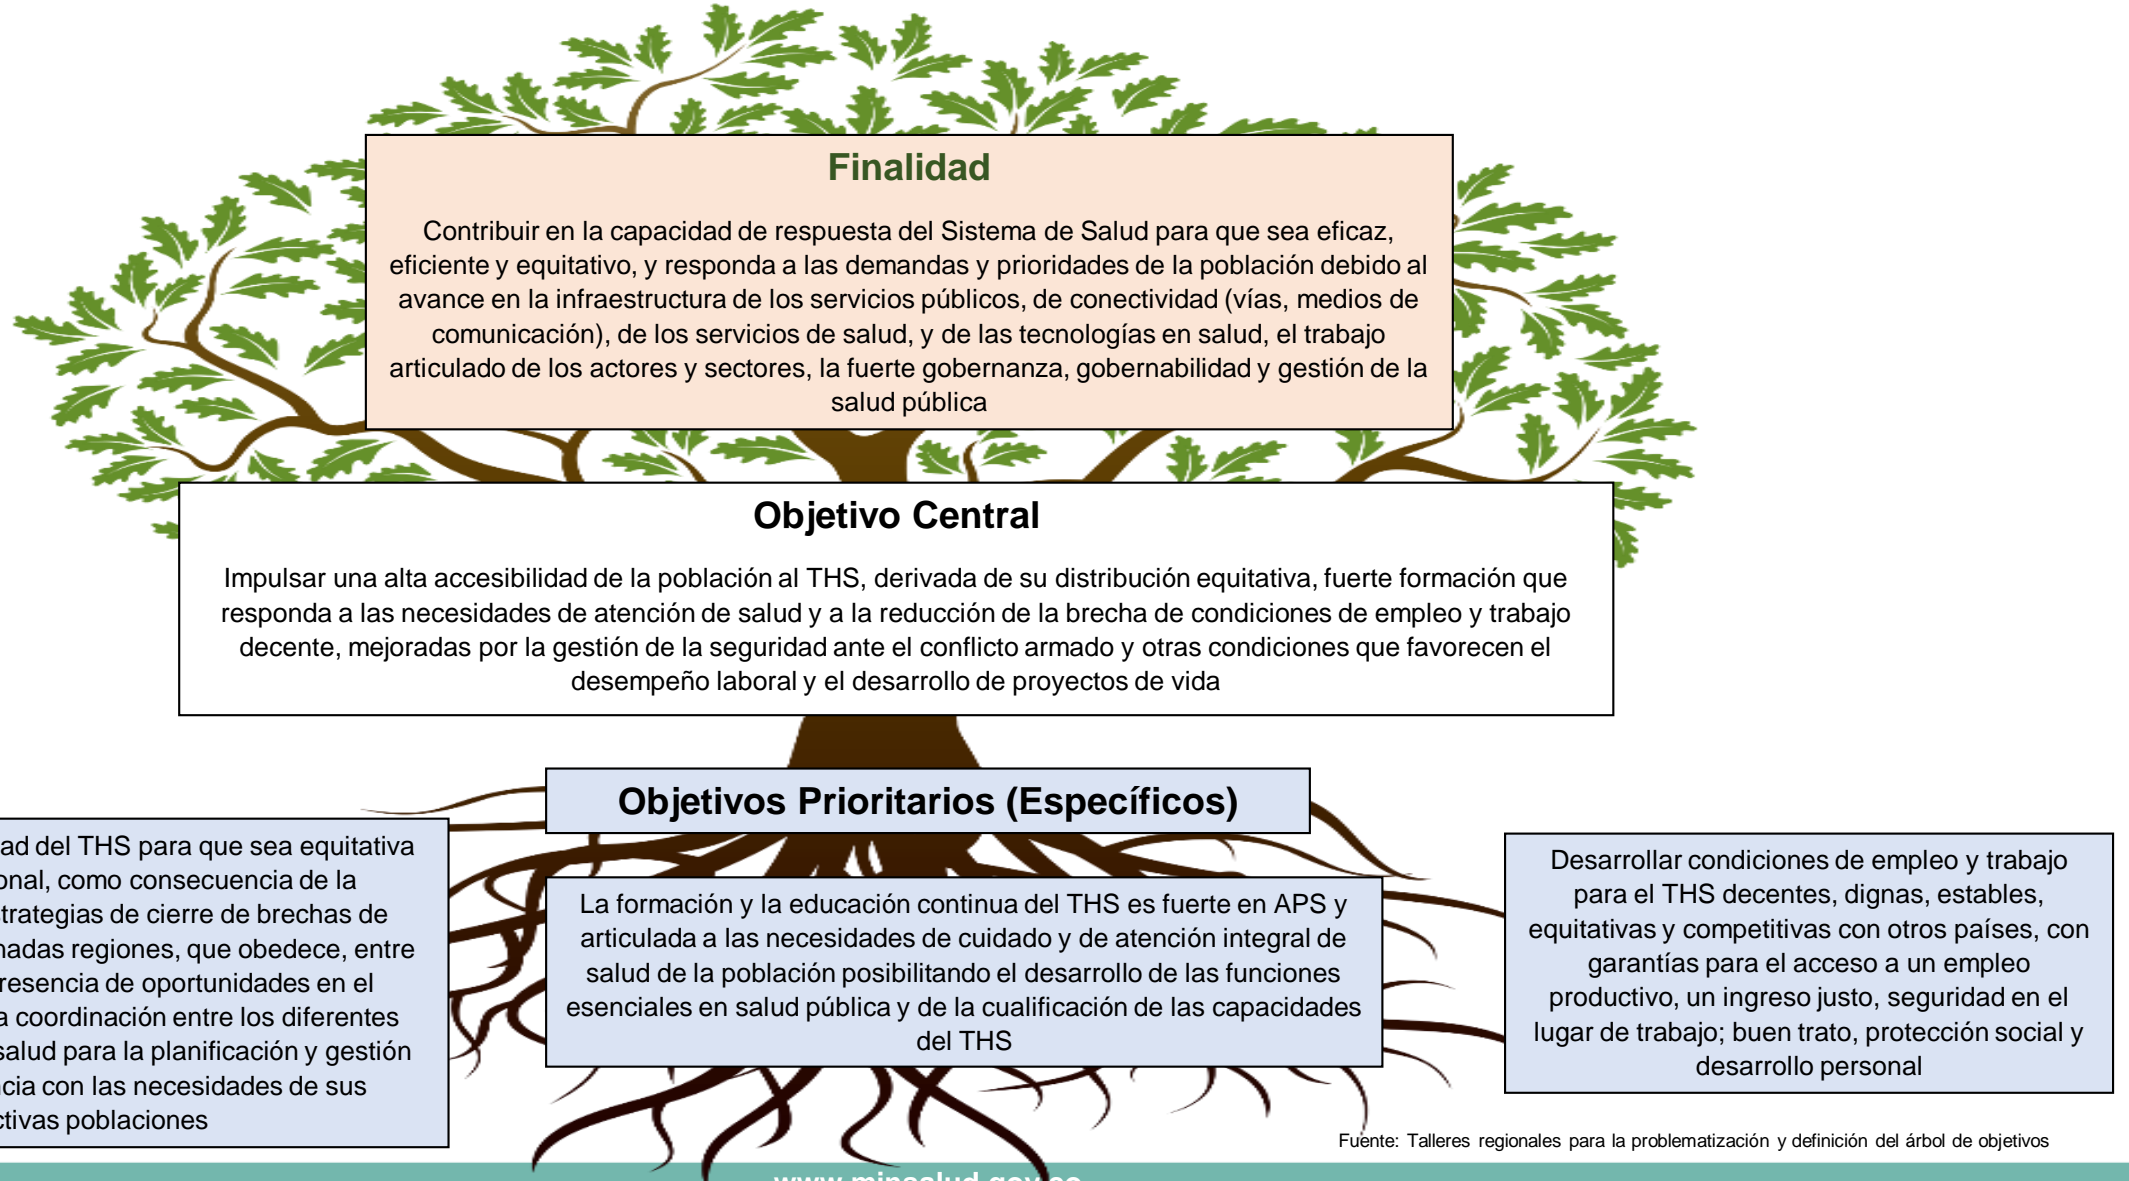 Finalidad
Contribuir en la capacidad de respuesta del Sistema de Salud para que sea eficaz,
eficiente y equitativo, y responda a las demandas y prioridades de la población debido al
avance en la infraestructura de los servicios públicos, de conectividad (vías, medios de
comunicación), de los servicios de salud, y de las tecnologías en salud, el trabajo
articulado de los actores y sectores, la fuerte gobernanza, gobernabilidad y gestión de la
salud pública
Objetivo Central
Impulsar una alta accesibilidad de la población al THS, derivada de su distribución equitativa, fuerte formación que
responda a las necesidades de atención de salud y a la reducción de la brecha de condiciones de empleo y trabajo
decente, mejoradas por la gestión de la seguridad ante el conflicto armado y otras condiciones que favorecen el
desempeño laboral y el desarrollo de proyectos de vida
Objetivos Prioritarios (Específicos)
del THS para que sea equitativa
como consecuencia de la
estrategias de cierre de brechas de
regiones, que obedece, entre
presencia de oportunidades en el
coordinación entre los diferentes
salud para la planificación y gestión
con las necesidades de sus
poblaciones
La formación y la educación continua del THS es fuerte en APS y
articulada a las necesidades de cuidado y de atención integral de
salud de la población posibilitando el desarrollo de las funciones
esenciales en salud pública y de la cualificación de las capacidades
del THS
Desarrollar condiciones de empleo y trabajo
para el THS decentes, dignas, estables,
equitativas y competitivas con otros países, con
garantías para el acceso a un empleo
productivo, un ingreso justo, seguridad en el
lugar de trabajo; buen trato, protección social y
desarrollo personal
Fuente: Talleres regionales para la problematización y definición del árbol de objetivos
www.minsalud.gov.co